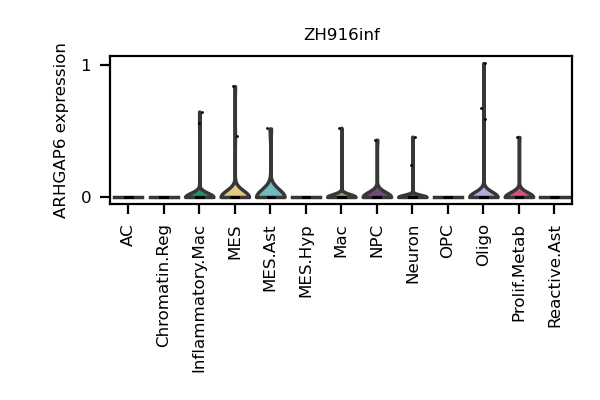 ZH916inf
ARHGAP6 expression
1
0
AC
Chromatin.Reg
Inflammatory.Mac
MES
MES.Ast
MES.Hyp
Mac
NPC
Neuron
OPC
Oligo
Prolif.Metab
Reactive.Ast